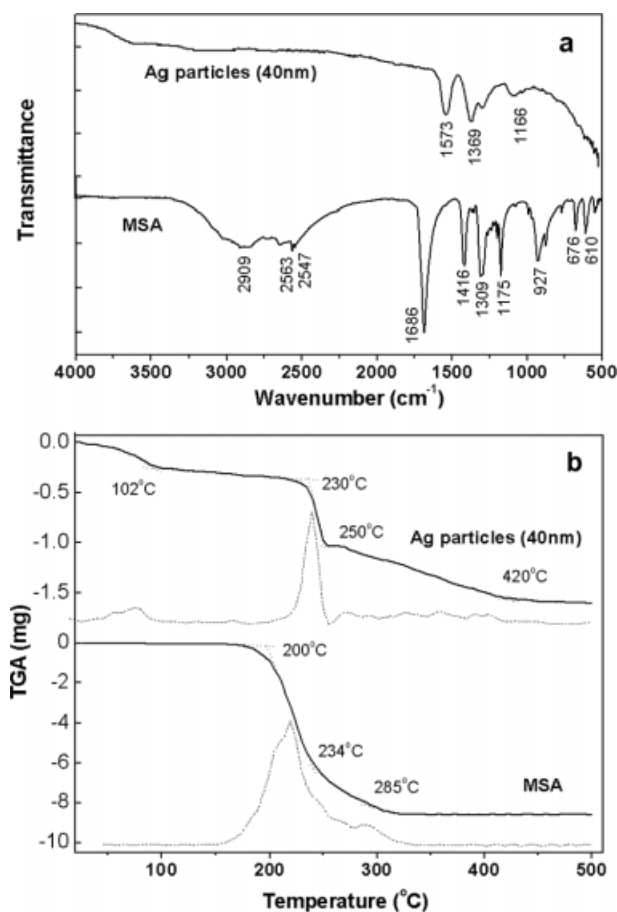 a
Ag particles (40nm)
1573
1369
1166
Transmittance
MSA
2909
2563
2547
1686
1416
1309
1175
927
676
610
4000 3500 3000 2500 2000 1500 1000 500
Wavenumber (cm-1)
b
0.0
-0.5
-1.0
-1.5
102°C
230°C
250°C
Ag particles (40nm)
420°C
TGA (mg)
0
-2
-4
-6
-8
-10
200°C
234°C
285°C
MSA
100 200 300 400 500
Temperature (°C)